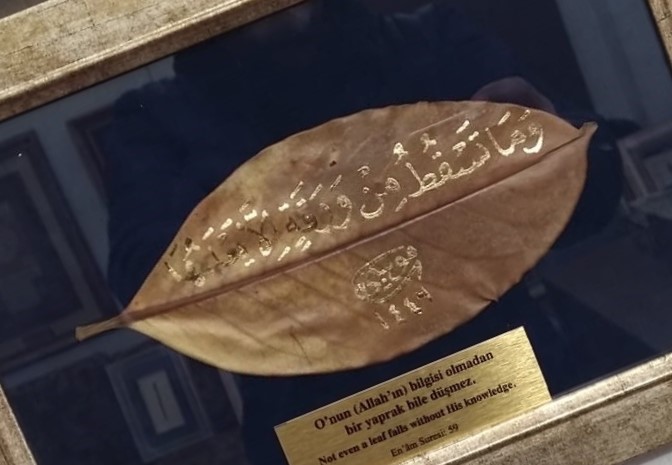 وَمَا تَسْقُطُ مِنْ وَرَقَةٍ إِلَّا يَعْلَمُهَا
O'nun (Allah'ın) bilgisi olmadan
bir yaprak bile düşmez.
Not even a leaf falls without His knowledge.
En'âm Suresi: 59